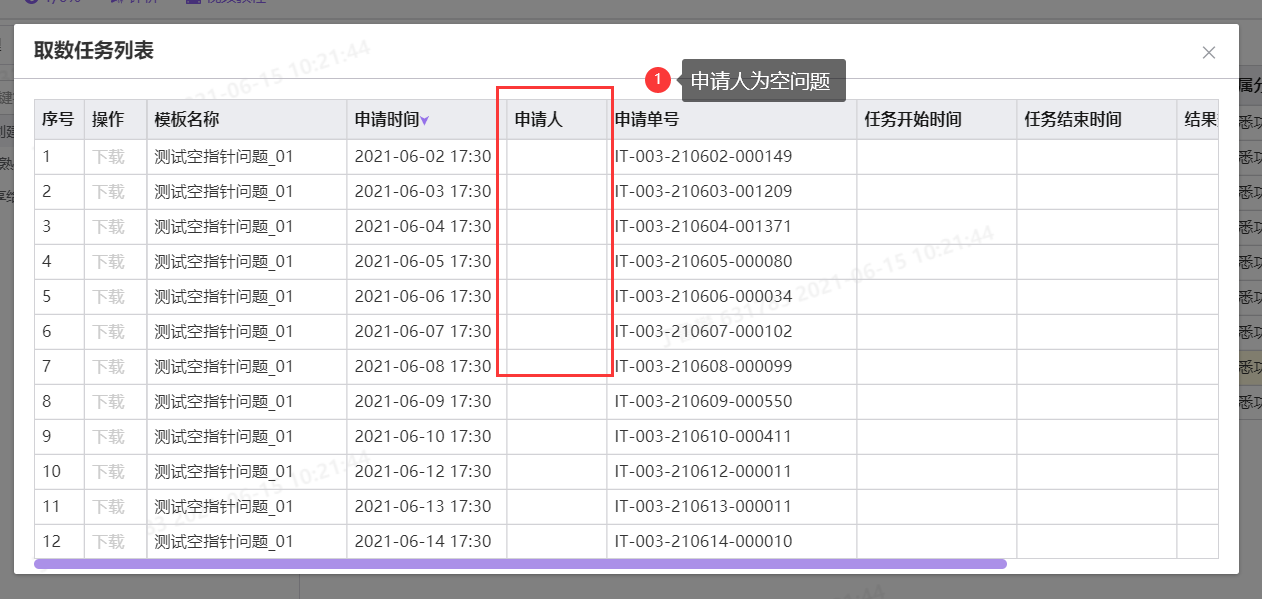 取数任务列表
1 申请人为空问题
序号 操作 模板名称 申请时间 申请人 申请单号 任务开始时间 任务结束时间 结果
1 下载 测试空指针问题_01 2021-06-02 17:30 IT-003-210602-000149
2 下载 测试空指针问题_01 2021-06-03 17:30 IT-003-210603-001209
3 下载 测试空指针问题_01 2021-06-04 17:30 IT-003-210604-001371
4 下载 测试空指针问题_01 2021-06-05 17:30 IT-003-210605-000080
5 下载 测试空指针问题_01 2021-06-06 17:30 IT-003-210606-000034
6 下载 测试空指针问题_01 2021-06-07 17:30 IT-003-210607-000102
7 下载 测试空指针问题_01 2021-06-08 17:30 IT-003-210608-000099
8 下载 测试空指针问题_01 2021-06-09 17:30 IT-003-210609-000550
9 下载 测试空指针问题_01 2021-06-10 17:30 IT-003-210610-000411
10 下载 测试空指针问题_01 2021-06-12 17:30 IT-003-210612-000011
11 下载 测试空指针问题_01 2021-06-13 17:30 IT-003-210613-000011
12 下载 测试空指针问题_01 2021-06-14 17:30 IT-003-210614-000010